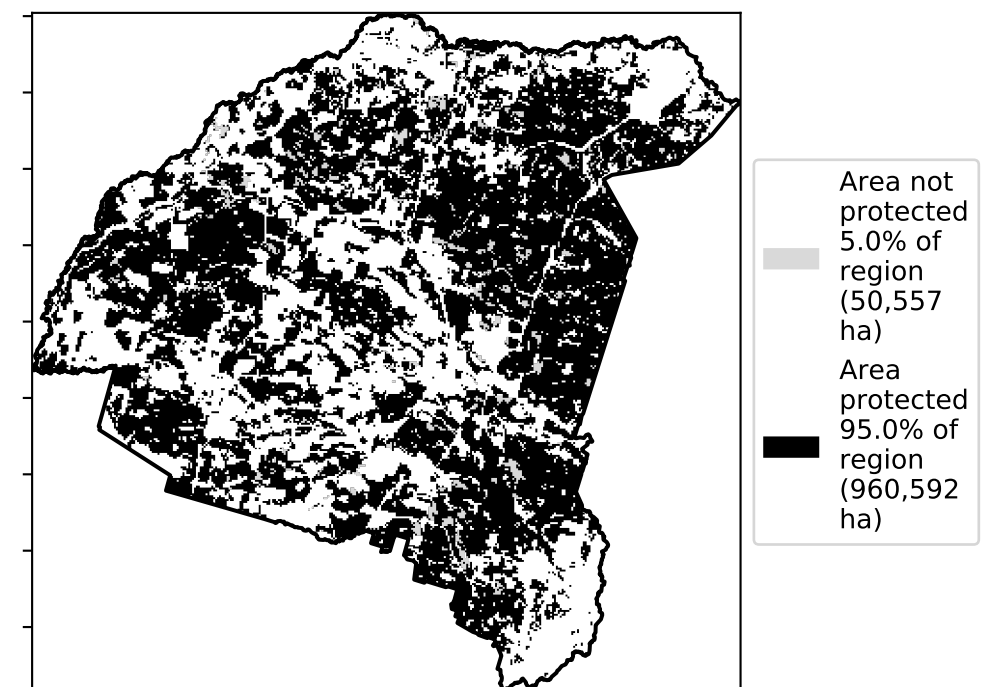 Area not
protected
5.0% of
region
(50,557
ha)
Area
protected
95.0% of
region
(960,592
ha)